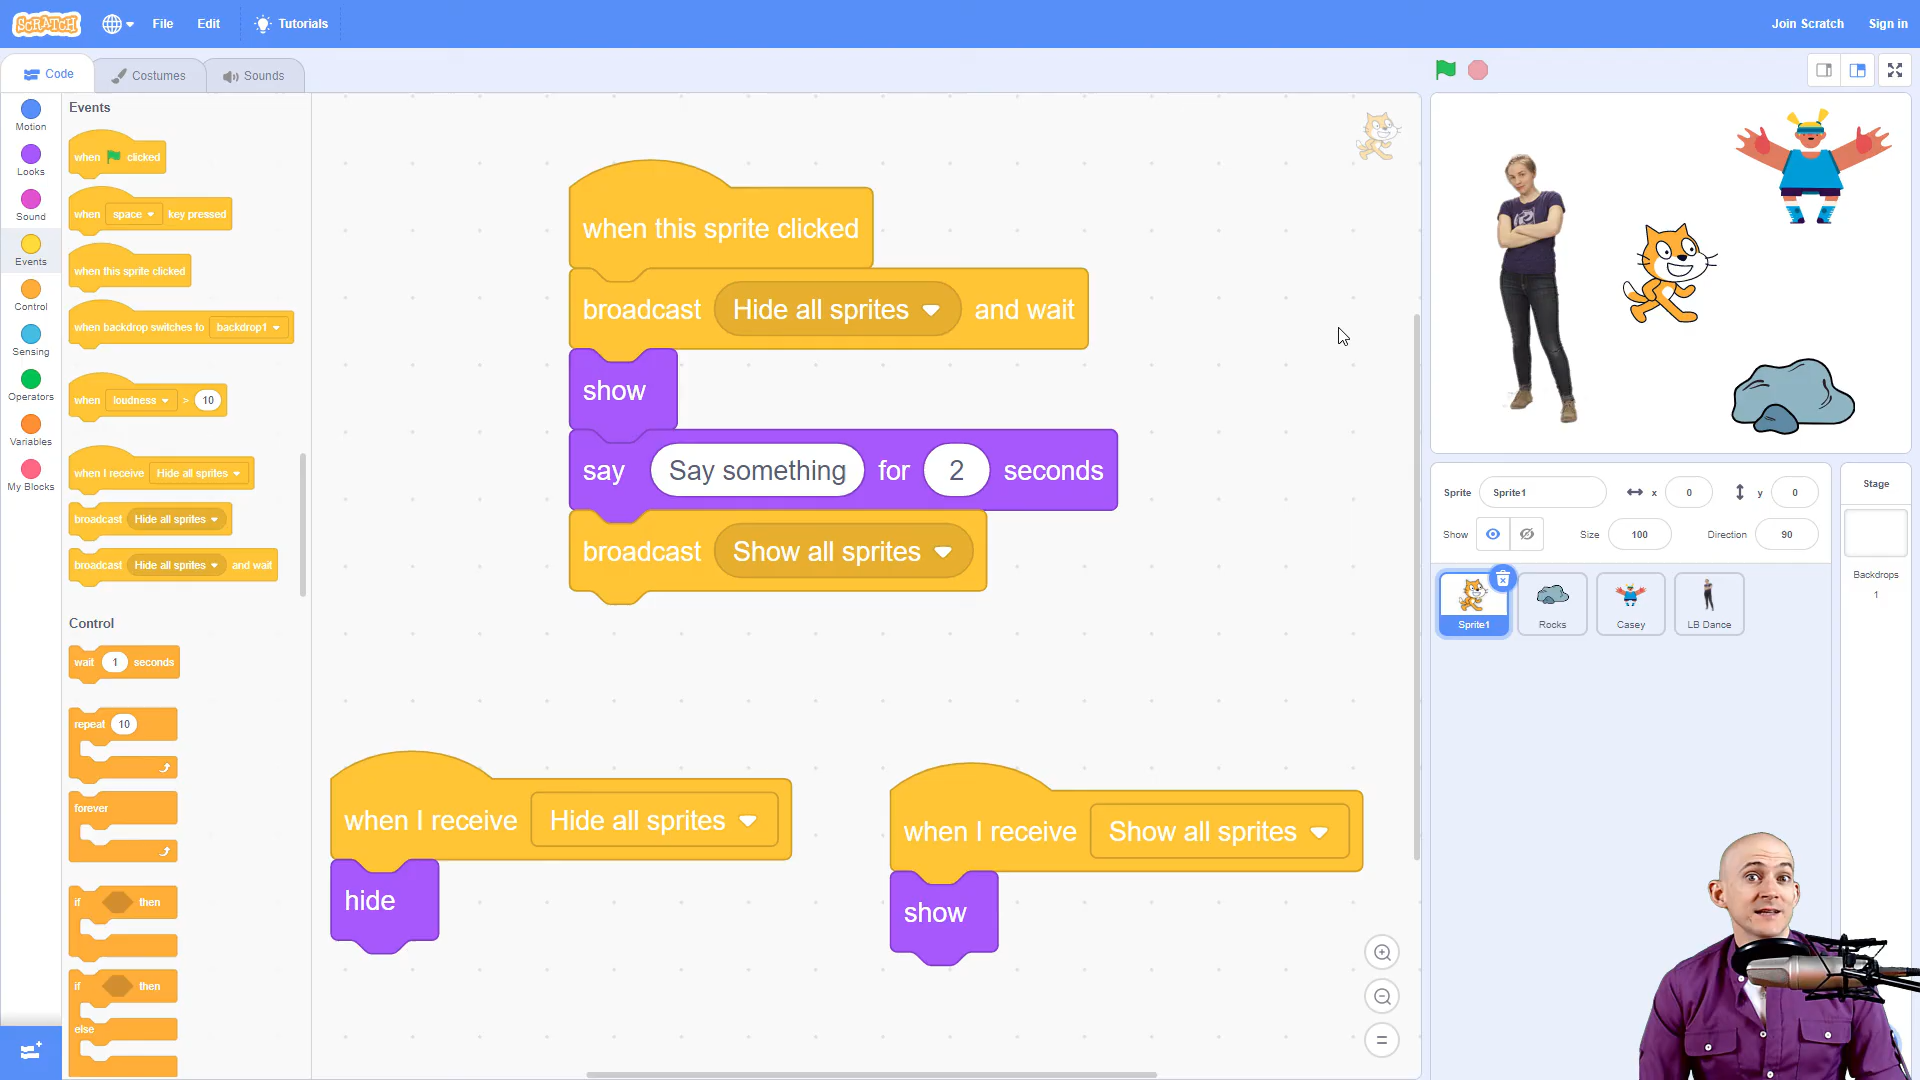 SCRATCH File Edit Tutorials Join Scratch Sign in
Code Costumes Sounds
Motion
Looks
Sound
Events
Control
Sensing
Operators
Variables
My Blocks
Events
when clicked
when space key pressed
when this sprite clicked
when backdrop switches to backdrop1
when loudness > 10
when I receive Hide all sprites
broadcast Hide all sprites
broadcast Hide all sprites and wait
Control
wait 1 seconds
repeat 10
forever
if then
if then
else
when this sprite clicked
broadcast Hide all sprites and wait
show
say Say something for 2 seconds
broadcast Show all sprites
when I receive Hide all sprites
hide
when I receive Show all sprites
show
=
Sprite Sprite1 x 0 y 0
Show Size 100 Direction 90
Sprite1 Rocks Casey LB Dance
Stage
Backdrops
1